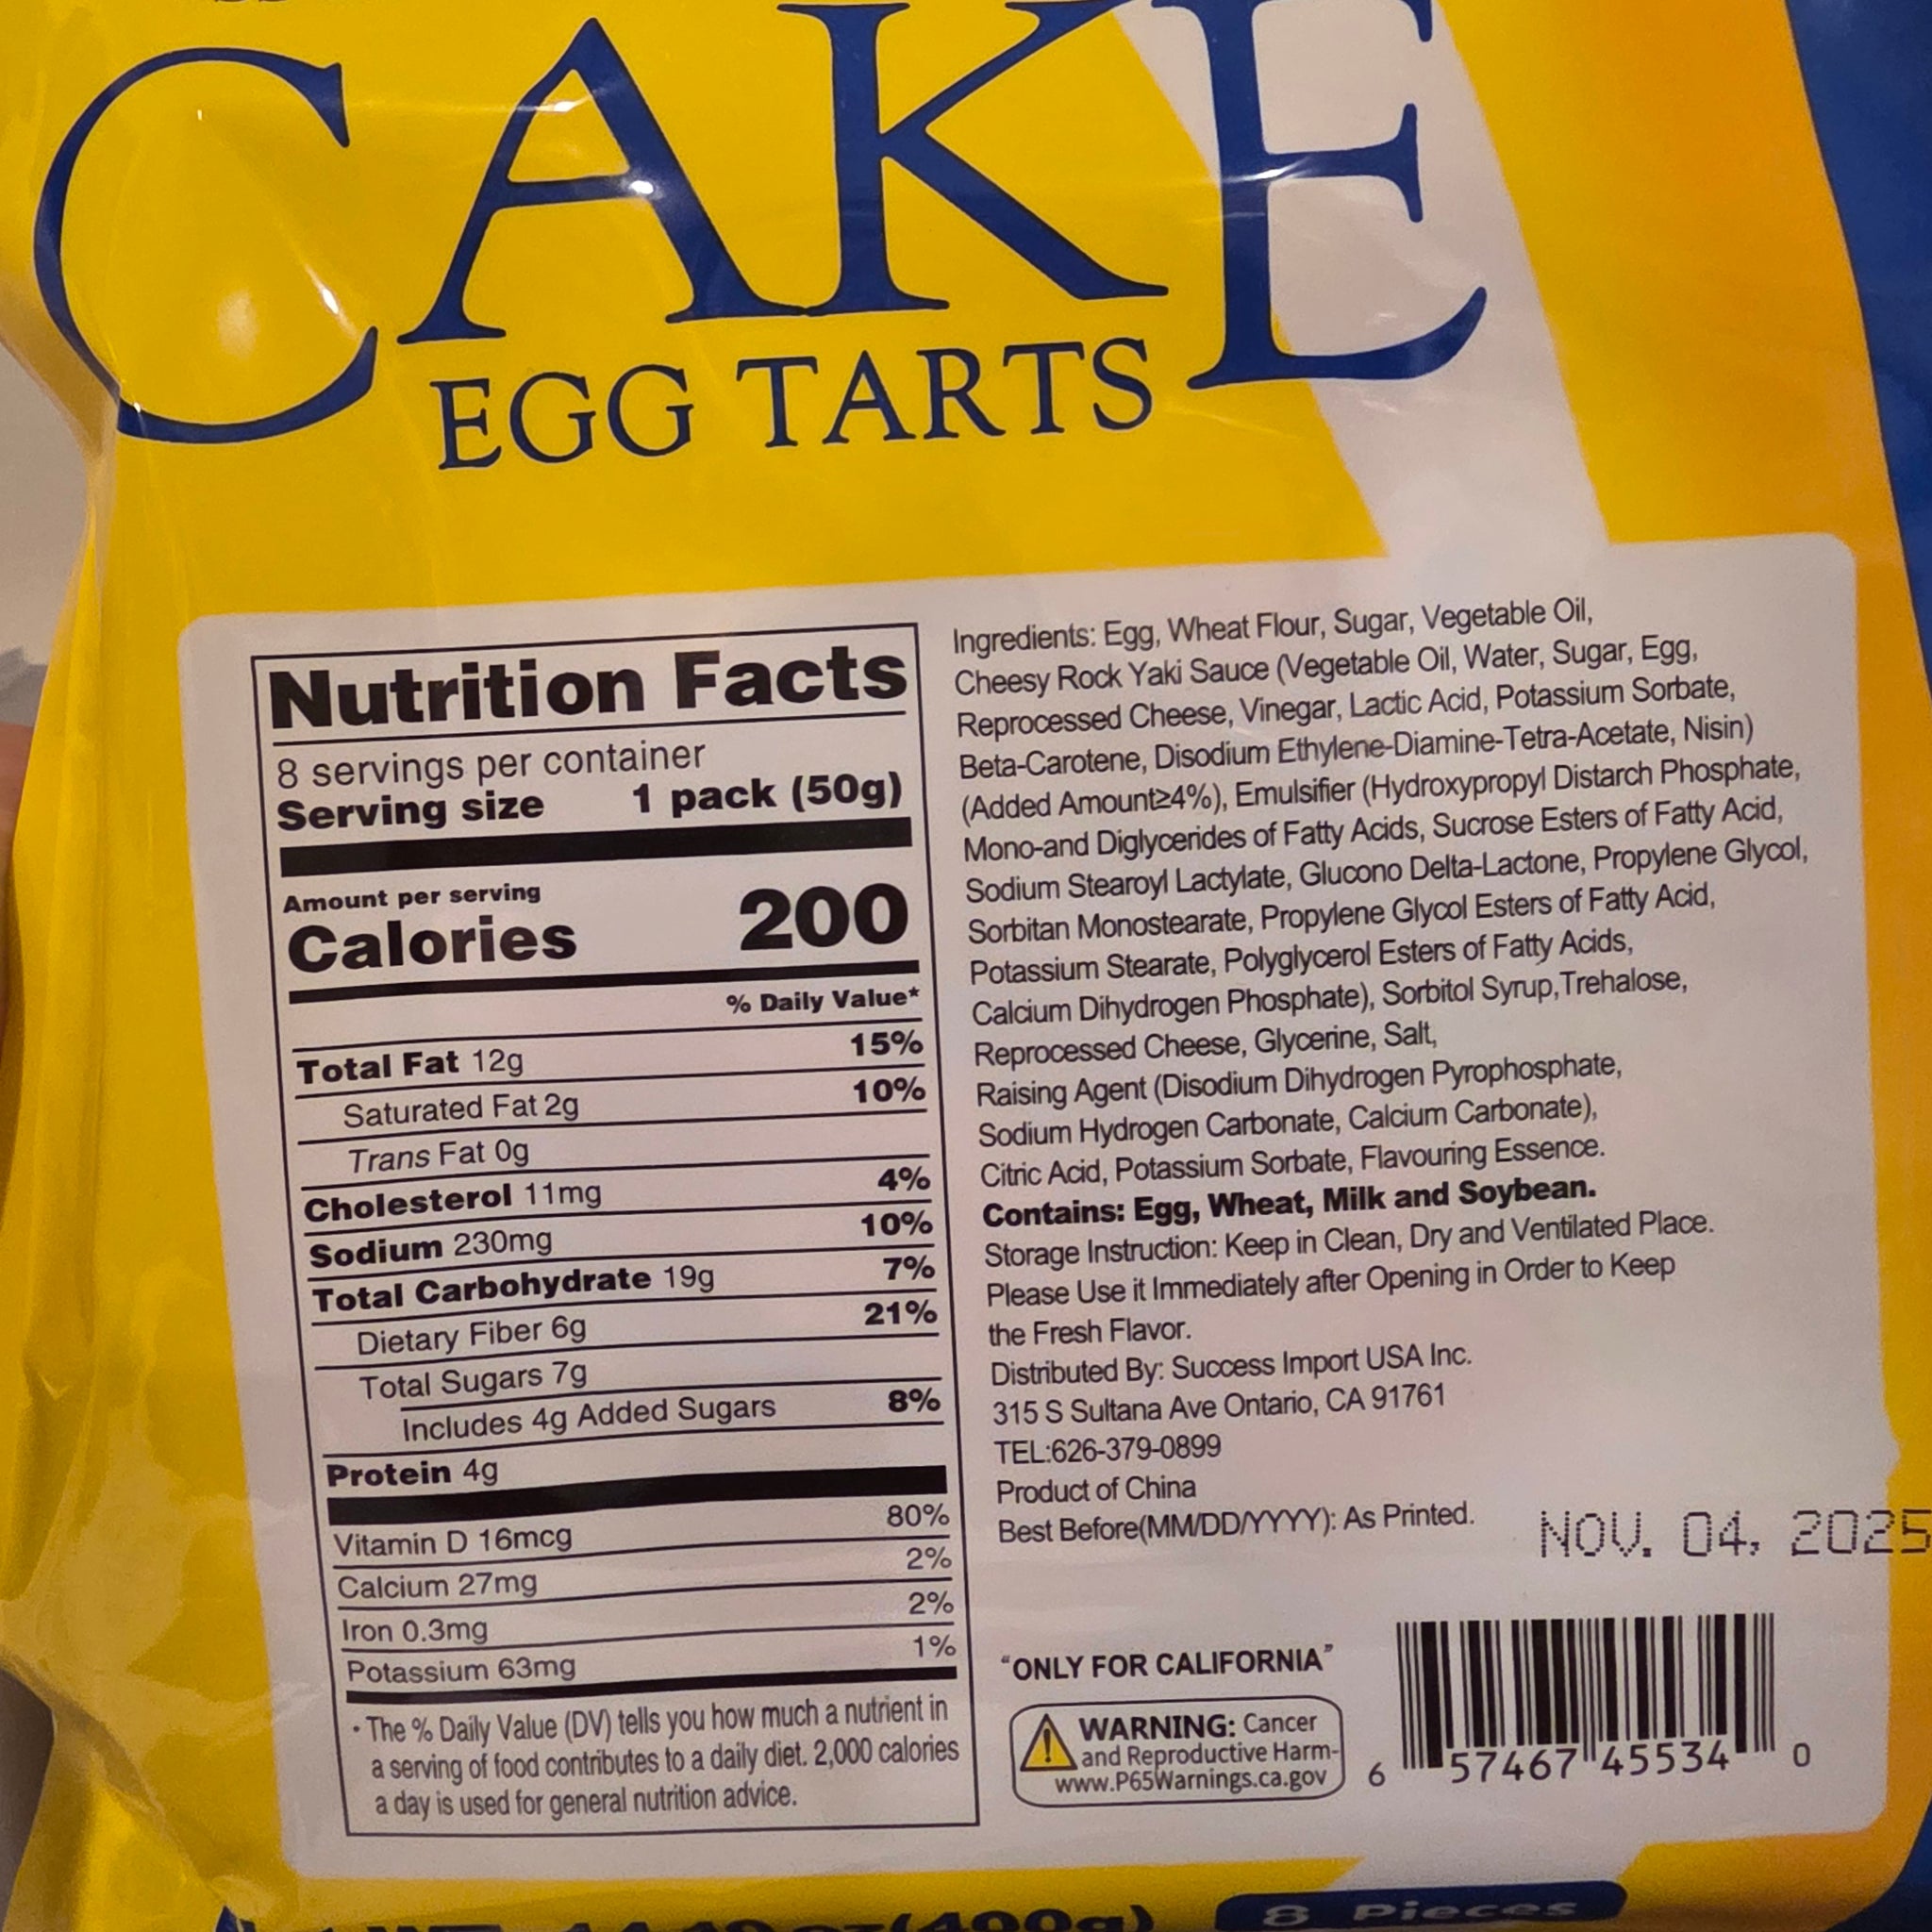 CAKE
EGG TARTS
Nutrition Facts
8 servings per container
Serving size 1 pack (50g)
Amount per serving
Calories 200
% Daily Value*
Total Fat 12g 15%
Saturated Fat 2g 10%
Trans Fat 0g
Cholesterol 11mg 4%
Sodium 230mg 10%
Total Carbohydrate 19g 7%
Dietary Fiber 6g 21%
Total Sugars 7g
Includes 4g Added Sugars 8%
Protein 4g
Vitamin D 16mcg 80%
Calcium 27mg 2%
Iron 0.3mg 2%
Potassium 63mg 1%
• The % Daily Value (DV) tells you how much a nutrient in
a serving of food contributes to a daily diet. 2,000 calories
a day is used for general nutrition advice.
Ingredients: Egg, Wheat Flour, Sugar, Vegetable Oil,
Cheesy Rock Yaki Sauce (Vegetable Oil, Water, Sugar, Egg,
Reprocessed Cheese, Vinegar, Lactic Acid, Potassium Sorbate,
Beta-Carotene, Disodium Ethylene-Diamine-Tetra-Acetate, Nisin)
(Added Amount≥4%), Emulsifier (Hydroxypropyl Distarch Phosphate,
Mono-and Diglycerides of Fatty Acids, Sucrose Esters of Fatty Acid,
Sodium Stearoyl Lactylate, Glucono Delta-Lactone, Propylene Glycol,
Sorbitan Monostearate, Propylene Glycol Esters of Fatty Acid,
Potassium Stearate, Polyglycerol Esters of Fatty Acids,
Calcium Dihydrogen Phosphate), Sorbitol Syrup,Trehalose,
Reprocessed Cheese, Glycerine, Salt,
Raising Agent (Disodium Dihydrogen Pyrophosphate,
Sodium Hydrogen Carbonate, Calcium Carbonate),
Citric Acid, Potassium Sorbate, Flavouring Essence.
Contains: Egg, Wheat, Milk and Soybean.
Storage Instruction: Keep in Clean, Dry and Ventilated Place.
Please Use it Immediately after Opening in Order to Keep
the Fresh Flavor.
Distributed By: Success Import USA Inc.
315 S Sultana Ave Ontario, CA 91761
TEL:626-379-0899
Product of China
Best Before(MM/DD/YYYY): As Printed. NOV. 04, 2025
"ONLY FOR CALIFORNIA"
WARNING: Cancer
and Reproductive Harm-
www.P65Warnings.ca.gov
6 57467 45534 0
(400g)
8 Pieces